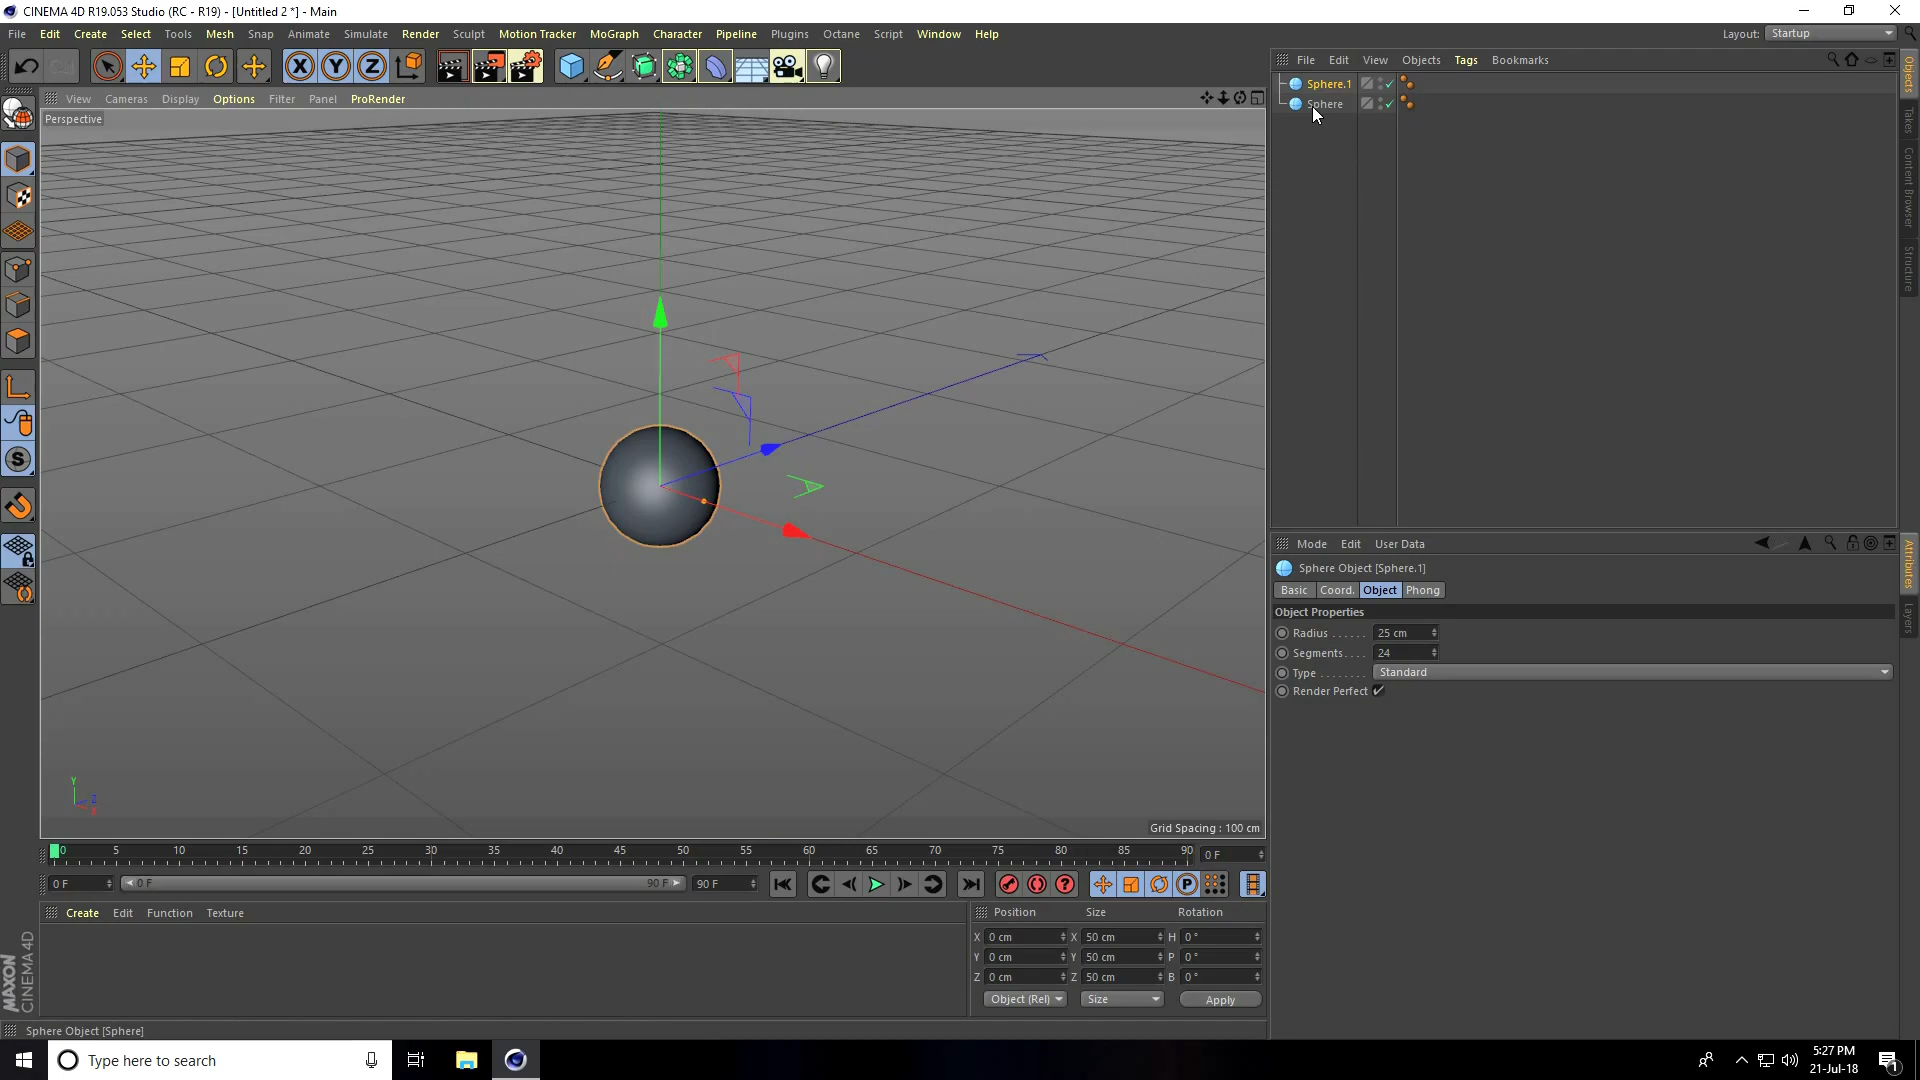 CINEMA 4D R19.053 Studio (RC - R19) - [Untitled 2 *] - Main
File Edit Create Select Tools Mesh Snap Animate Simulate Render Sculpt Motion Tracker MoGraph Character Pipeline Plugins Octane Script Window Help Layout: Startup
View Cameras Display Options Filter Panel ProRender
Perspective
File Edit View Objects Tags Bookmarks
Sphere.1
Sphere
Objects
Takes
Content Browser
Structure
Y
Z
X
Grid Spacing : 100 cm
Mode Edit User Data
Sphere Object [Sphere.1]
Basic Coord. Object Phong
Object Properties
Radius . . . . . . 25 cm
Segments. . . . 24
Type . . . . . . . . Standard
Render Perfect
Attributes
Layers
0 5 10 15 20 25 30 35 40 45 50 55 60 65 70 75 80 85 90 0 F
0 F 0 F 90 F 90 F
Create Edit Function Texture
Position Size Rotation
X 0 cm X 50 cm H 0 °
Y 0 cm Y 50 cm P 0 °
Z 0 cm Z 50 cm B 0 °
Object (Rel) Size Apply
MAXON
CINEMA 4D
Sphere Object [Sphere]
Type here to search
5:27 PM
21-Jul-18
1